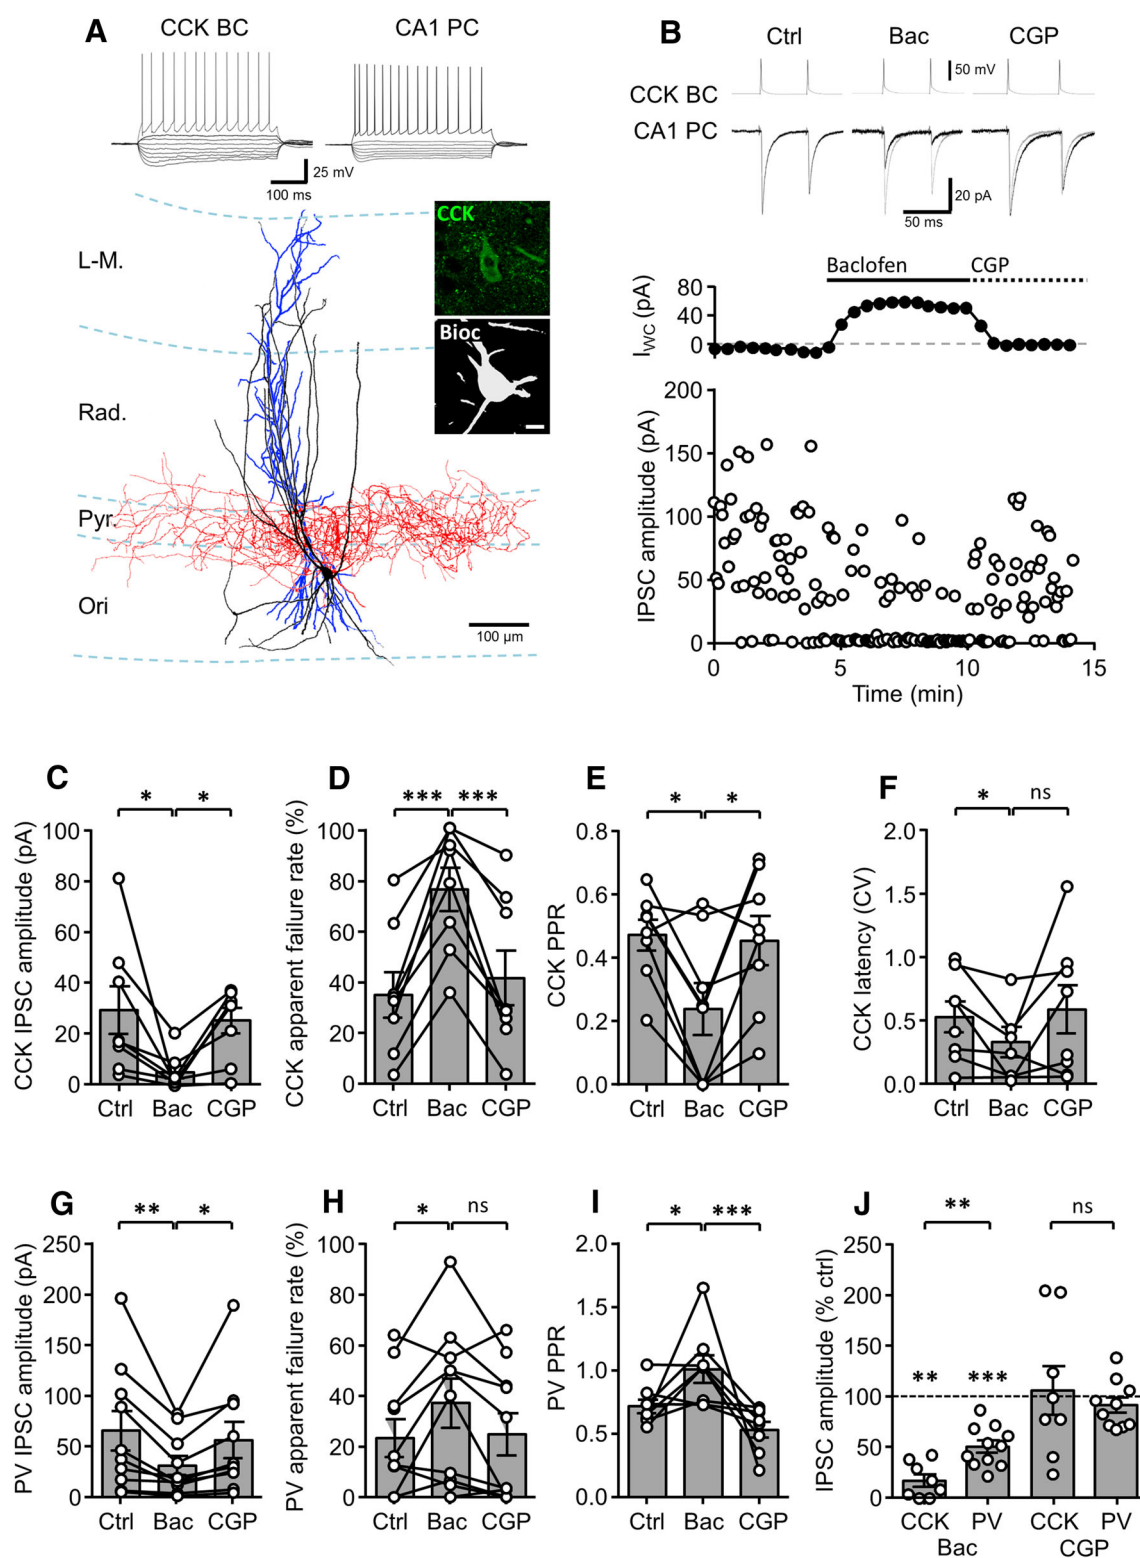 A
CCK BC
CA1 PC
25 mV
100 ms
CCK
Bioc
L-M.
Rad.
Pyr.
Ori
100 µm
B
Ctrl
Bac
CGP
50 mV
CCK BC
CA1 PC
20 pA
50 ms
Baclofen
CGP
I_WC (pA)
80
40
0
IPSC amplitude (pA)
200
150
100
50
0
0
5
10
15
Time (min)
C
*
*
CCK IPSC amplitude (pA)
100
80
60
40
20
0
Ctrl
Bac
CGP
D
***
***
CCK apparent failure rate (%)
100
80
60
40
20
0
Ctrl
Bac
CGP
E
*
*
CCK PPR
0.8
0.6
0.4
0.2
0.0
Ctrl
Bac
CGP
F
*
ns
CCK latency (CV)
2.0
1.5
1.0
0.5
0.0
Ctrl
Bac
CGP
G
**
*
PV IPSC amplitude (pA)
250
200
150
100
50
0
Ctrl
Bac
CGP
H
*
ns
PV apparent failure rate (%)
100
80
60
40
20
0
Ctrl
Bac
CGP
I
*
***
PV PPR
2.0
1.5
1.0
0.5
0.0
Ctrl
Bac
CGP
J
**
ns
IPSC amplitude (% ctrl)
250
200
150
100
50
0
**
***
CCK
PV
CCK
PV
Bac
CGP